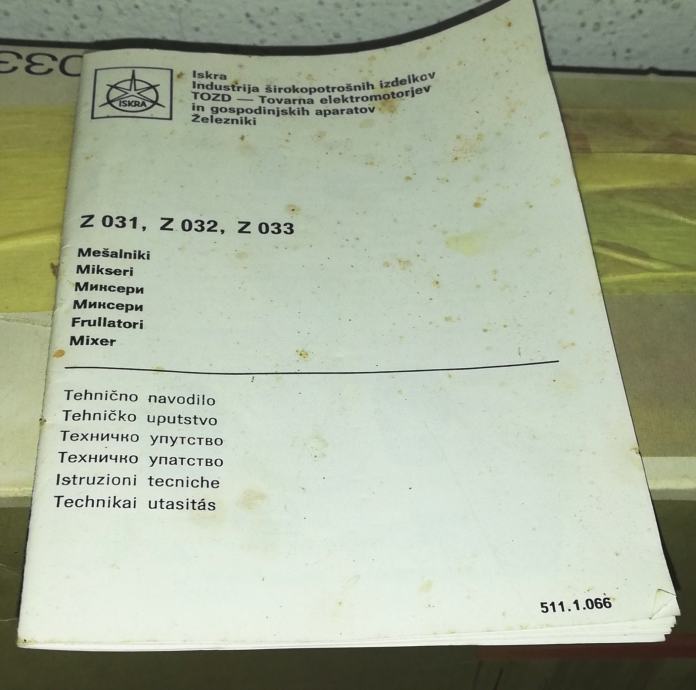 033
ISKRA
Iskra
Industrija širokopotrošnih izdelkov
TOZD — Tovarna elektromotorjev
in gospodinjskih aparatov
Železniki
Z 031, Z 032, Z 033
Mešalniki
Mikseri
Миксери
Миксери
Frullatori
Mixer
Tehnično navodilo
Tehničko uputstvo
Техничко упутство
Техничко упатство
Istruzioni tecniche
Technikai utasitás
511.1.066